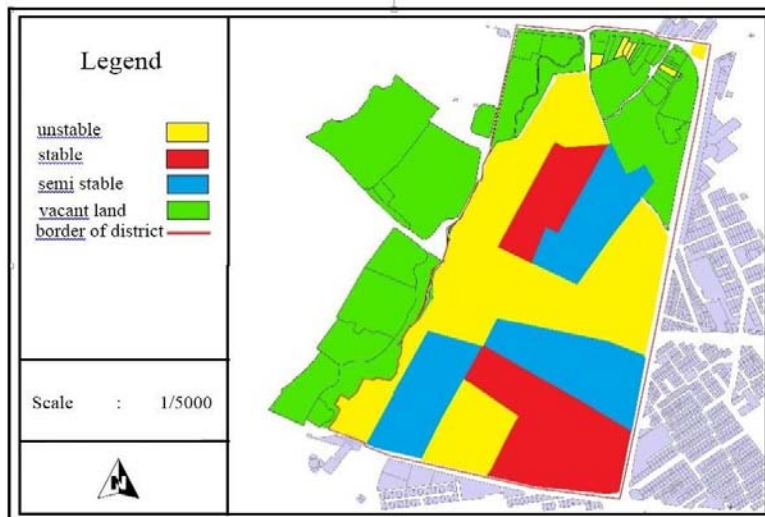 Legend
unstable
stable
semi stable
vacant land
border of district
Scale : 1/5000
N